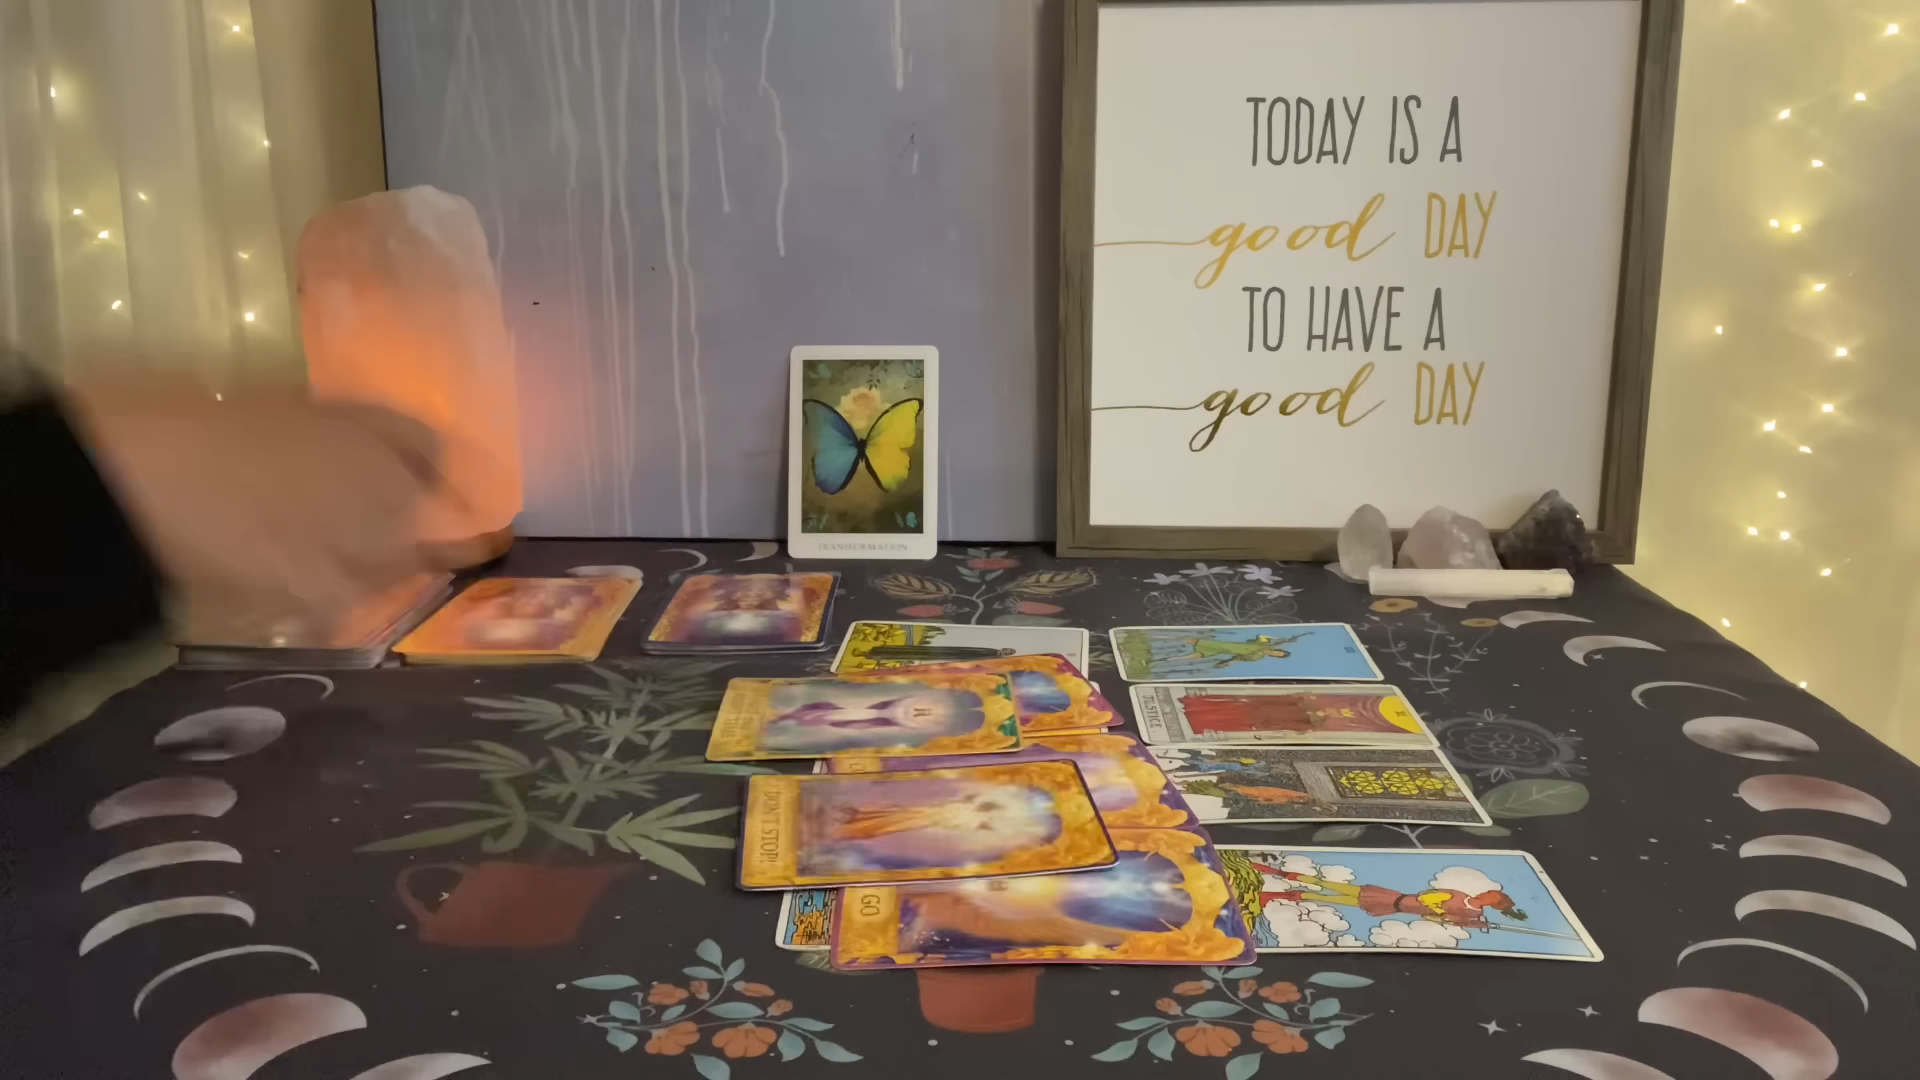 TODAY IS A
good DAY
TO HAVE A
good DAY
TRANSFORMATION
JUSTICE
DON'T STOP!
GO